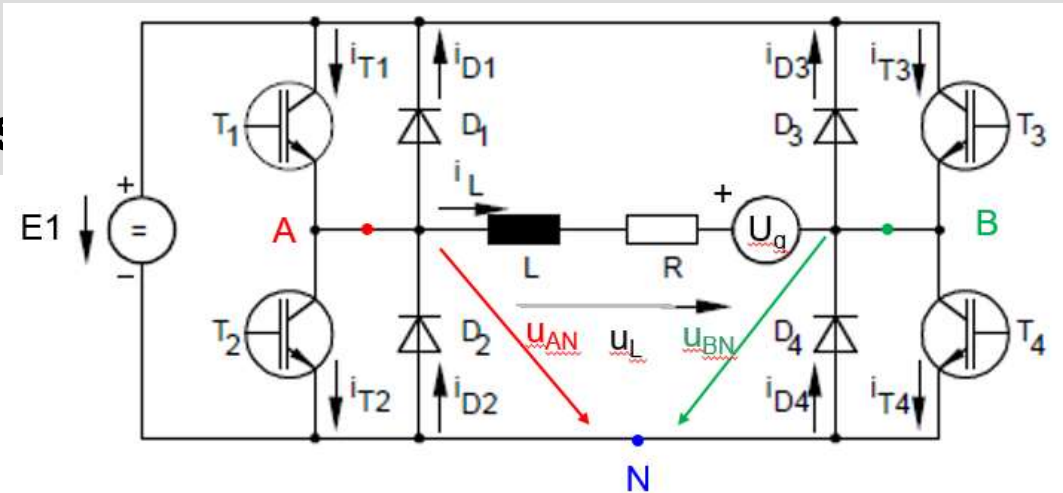 iT1 iD1 iD3 iT3
T1 D1 D3 T3
iL
+ +
E1 = A Uq B
−
L R
T2 D2 uAN uL uBN D4 T4
iT2 iD2 iD4 iT4
N